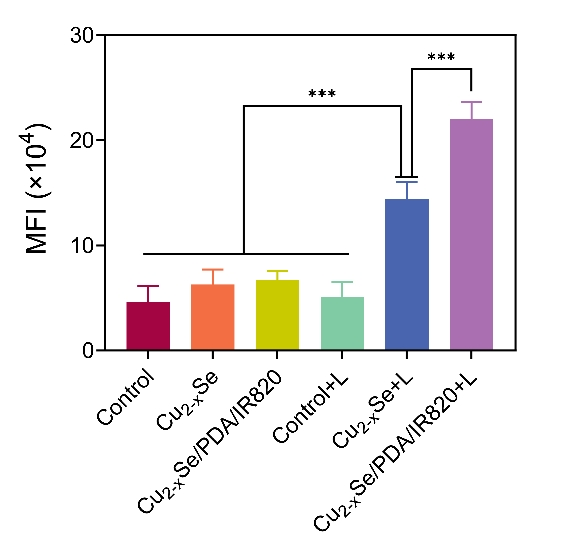 30
20
10
0
MFI (×10⁴)
***
***
Control
Cu₂₋ₓSe
Cu₂₋ₓSe/PDA/IR820
Control+L
Cu₂₋ₓSe+L
Cu₂₋ₓSe/PDA/IR820+L